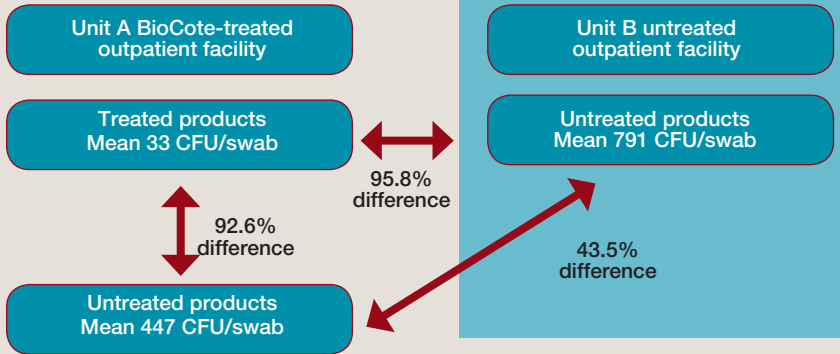 Unit A BioCote-treated
outpatient facility
Unit B untreated
outpatient facility
Treated products
Mean 33 CFU/swab
Untreated products
Mean 791 CFU/swab
95.8%
difference
92.6%
difference
43.5%
difference
Untreated products
Mean 447 CFU/swab